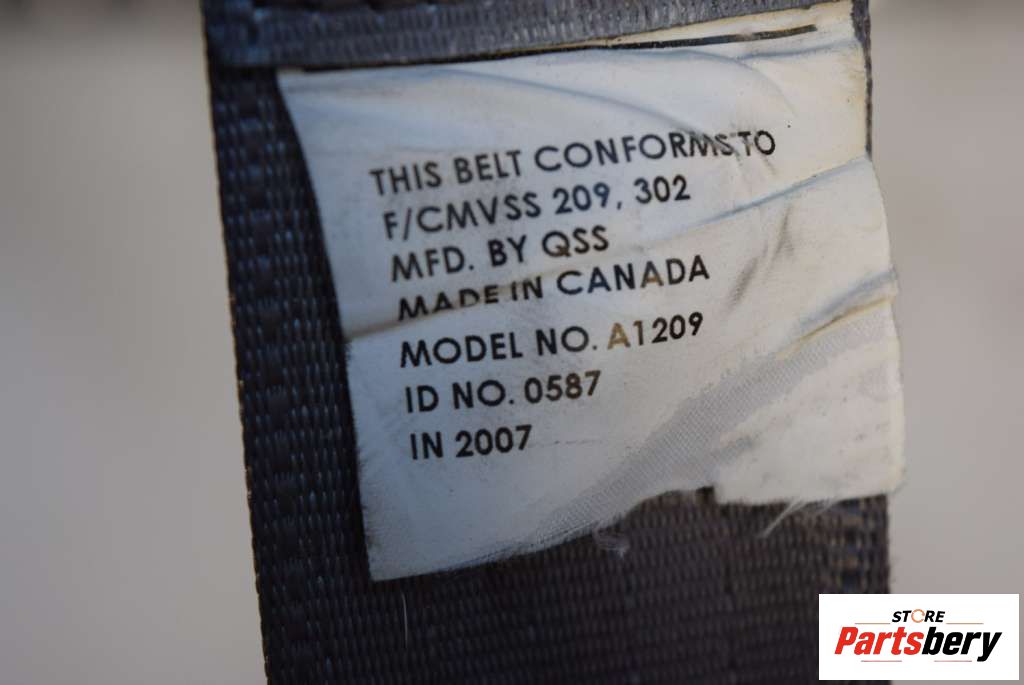 THIS BELT CONFORMS TO
F/CMVSS 209, 302
MFD. BY QSS
MADE IN CANADA
MODEL NO. A1209
ID NO. 0587
IN 2007
STORE
Partsbery